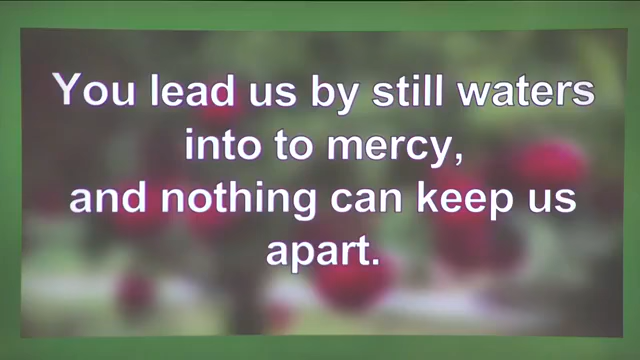 You lead us by still waters
into to mercy,
and nothing can keep us
apart.